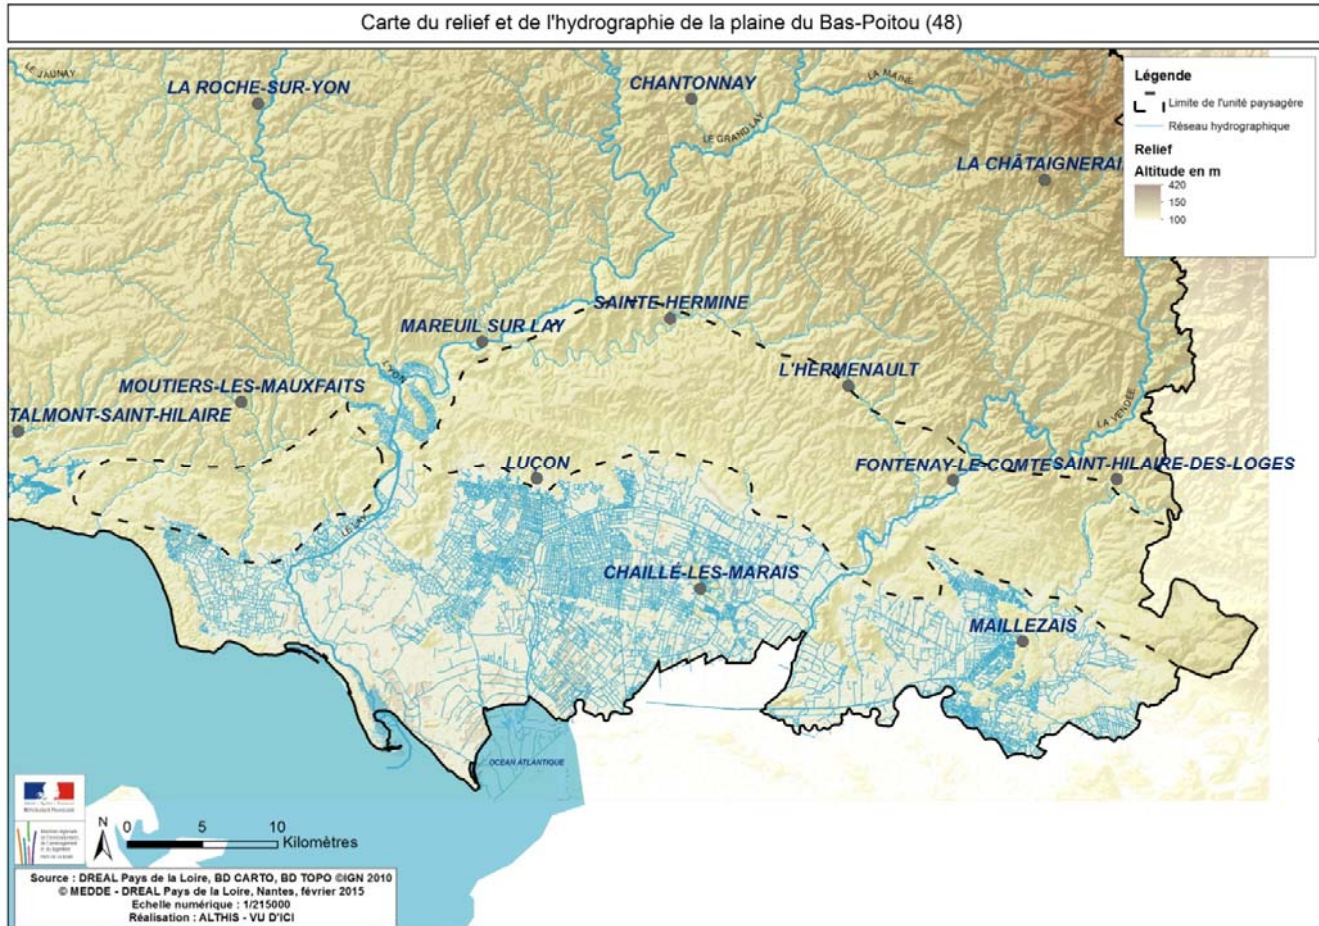 Carte du relief et de l'hydrographie de la plaine du Bas-Poitou (48)
LE JAUNAY
LA ROCHE-SUR-YON
CHANTONNAY
LA MAINE
LE GRAND LAY
LA CHÂTAIGNERAI
Légende
Limite de l'unité paysagère
Réseau hydrographique
Relief
Altitude en m
420
150
100
SAINTE-HERMINE
MAREUIL SUR LAY
L'YON
L'HERMENAULT
MOUTIERS-LES-MAUXFAITS
TALMONT-SAINT-HILAIRE
LA VENDÉE
LUÇON
FONTENAY-LE-COMTE
SAINT-HILAIRE-DES-LOGES
LE LAY
CHAILLÉ-LES-MARAIS
MAILLEZAIS
OCEAN ATLANTIQUE
N
0 5 10
Kilomètres
Source : DREAL Pays de la Loire, BD CARTO, BD TOPO ©IGN 2010
© MEDDE - DREAL Pays de la Loire, Nantes, février 2015
Echelle numérique : 1/215000
Réalisation : ALTHIS - VU D'ICI